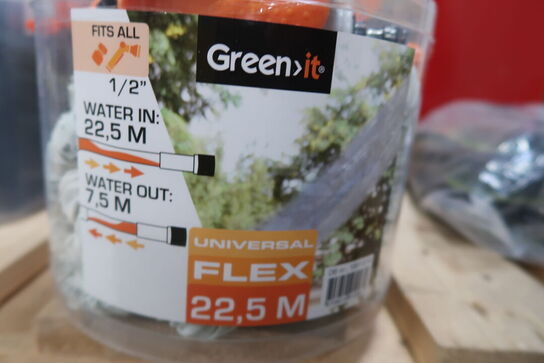 FITS ALL
1/2"
WATER IN:
22,5 M
WATER OUT:
7,5 M
Green>it®
UNIVERSAL
FLEX
22,5 M